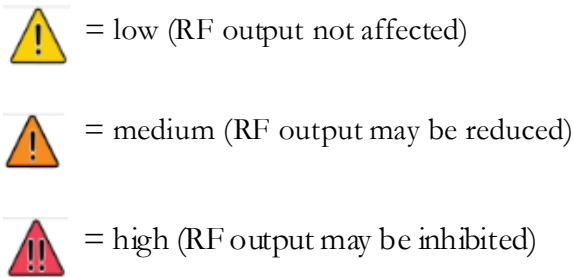 ! = low (RF output not affected)
! = medium (RF output may be reduced)
!! = high (RF output may be inhibited)